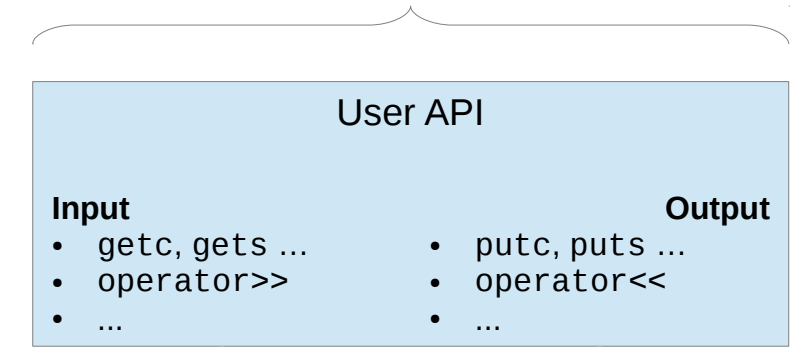 User API
Input
• getc, gets ...
• operator>>
• ...
Output
• putc, puts ...
• operator<<
• ...